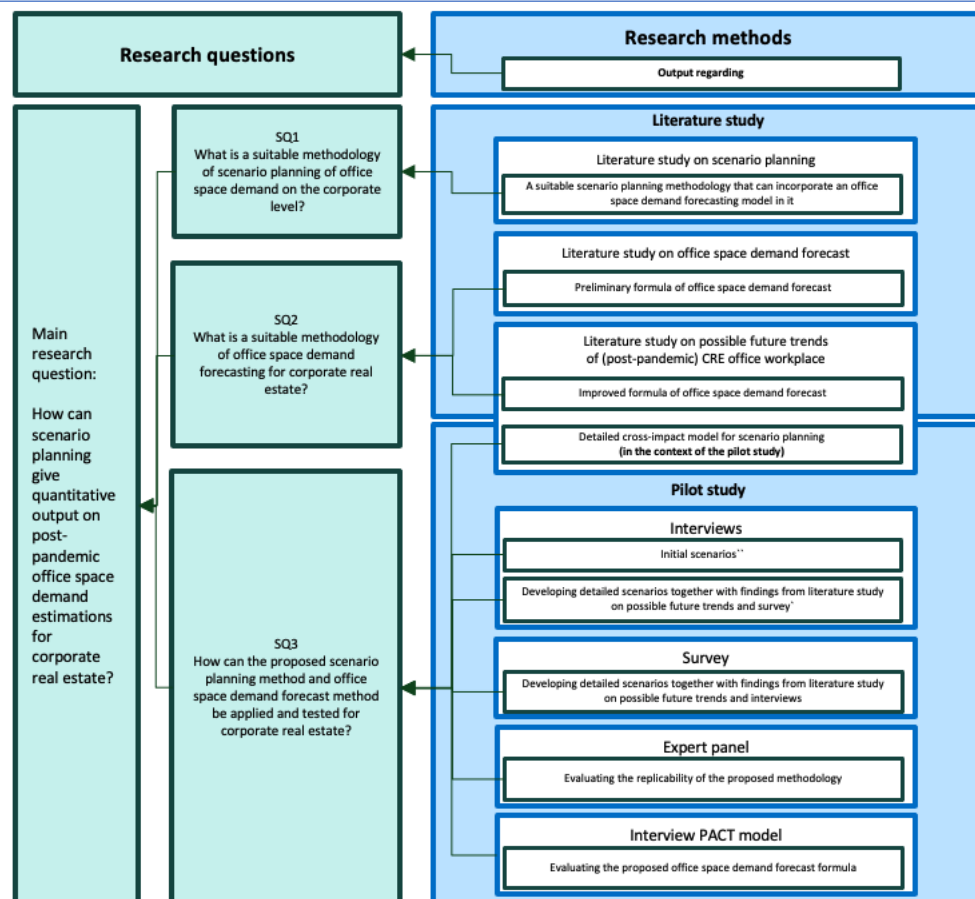 Research questions
Research methods
Output regarding
Main
research
question:
How can
scenario
planning
give
quantitative
output on
post-
pandemic
office space
demand
estimations
for
corporate
real estate?
SQ1
What is a suitable methodology
of scenario planning of office
space demand on the corporate
level?
SQ2
What is a suitable methodology
of office space demand
forecasting for corporate real
estate?
SQ3
How can the proposed scenario
planning method and office
space demand forecast method
be applied and tested for
corporate real estate?
Literature study
Literature study on scenario planning
A suitable scenario planning methodology that can incorporate an office
space demand forecasting model in it
Literature study on office space demand forecast
Preliminary formula of office space demand forecast
Literature study on possible future trends
of (post-pandemic) CRE office workplace
Improved formula of office space demand forecast
Detailed cross-impact model for scenario planning
(in the context of the pilot study)
Pilot study
Interviews
Initial scenarios``
Developing detailed scenarios together with findings from literature study
on possible future trends and survey`
Survey
Developing detailed scenarios together with findings from literature study
on possible future trends and interviews
Expert panel
Evaluating the replicability of the proposed methodology
Interview PACT model
Evaluating the proposed office space demand forecast formula